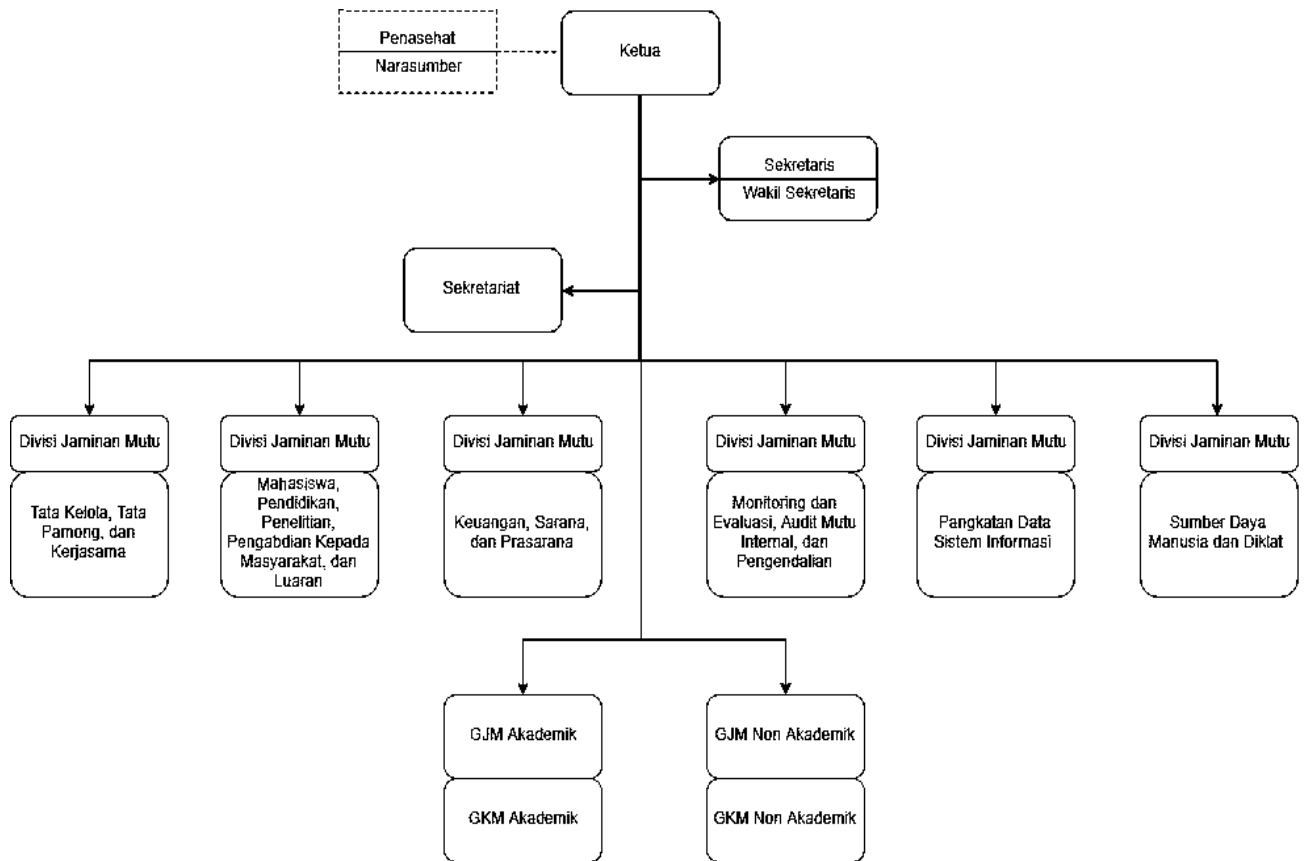 Penasehat
Narasumber
Ketua
Sekretaris
Wakil Sekretaris
Sekretariat
Divisi Jaminan Mutu
Tata Kelola, Tata
Pamong, dan
Kerjasama
Divisi Jaminan Mutu
Mahasiswa,
Pendidikan,
Penelitian,
Pengabdian Kepada
Masyarakat, dan
Luaran
Divisi Jaminan Mutu
Keuangan, Sarana,
dan Prasarana
Divisi Jaminan Mutu
Monitoring dan
Evaluasi, Audit Mutu
Internal, dan
Pengendalian
Divisi Jaminan Mutu
Pangkatan Data
Sistem Informasi
Divisi Jaminan Mutu
Sumber Daya
Manusia dan Diklat
GJM Akademik
GKM Akademik
GJM Non Akademik
GKM Non Akademik